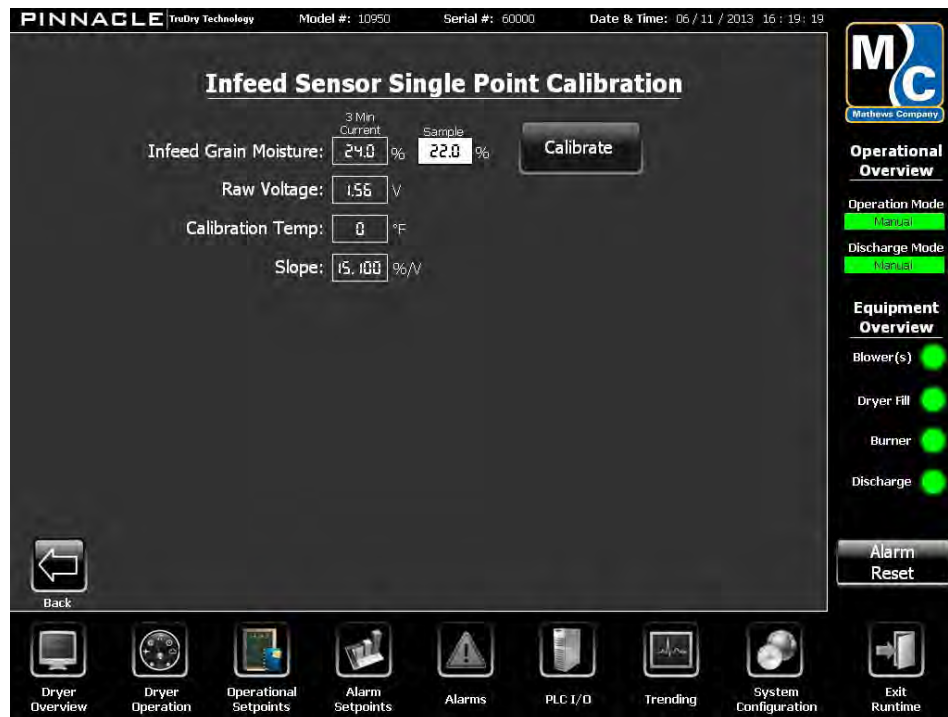 PINNACLE TruDry Technology Model #: 10950 Serial #: 60000 Date & Time: 06/11/2013 16:19:19
Infeed Sensor Single Point Calibration
3 Min
Current
Sample
Infeed Grain Moisture: 24.0 % 22.0 % Calibrate
Raw Voltage: 1.56 V
Calibration Temp: 0 °F
Slope: 15.100 %/V
MC
Mathews Company
Operational
Overview
Operation Mode
Manual
Discharge Mode
Manual
Equipment
Overview
Blower(s)
Dryer Fill
Burner
Discharge
Alarm
Reset
Back
Dryer
Overview
Dryer
Operation
Operational
Setpoints
Alarm
Setpoints
Alarms
PLC I/O
Trending
System
Configuration
Exit
Runtime